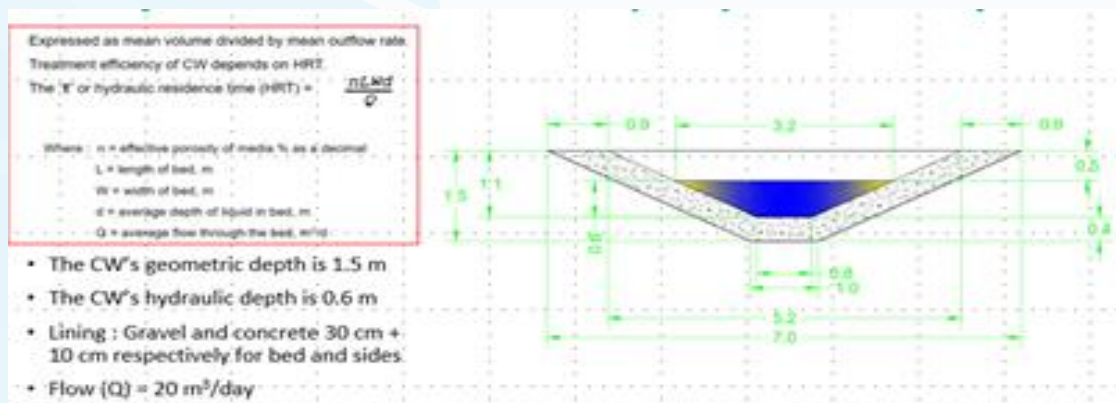 Expressed as mean volume divided by mean outflow rate.
Treatment efficiency of CW depends on HRT.
The 't' or hydraulic residence time (HRT) = nLWd
Q
Where : n = effective porosity of media % as a decimal
L = length of bed, m
W = width of bed, m
d = average depth of liquid in bed, m
Q = average flow through the bed, m³/d
• The CW's geometric depth is 1.5 m
• The CW's hydraulic depth is 0.6 m
• Lining : Gravel and concrete 30 cm +
10 cm respectively for bed and sides
• Flow (Q) = 20 m³/day
0.9 3.2 0.9
1.5 1.1 0.5
0.6 0.4
0.8
1.0
5.2
7.0